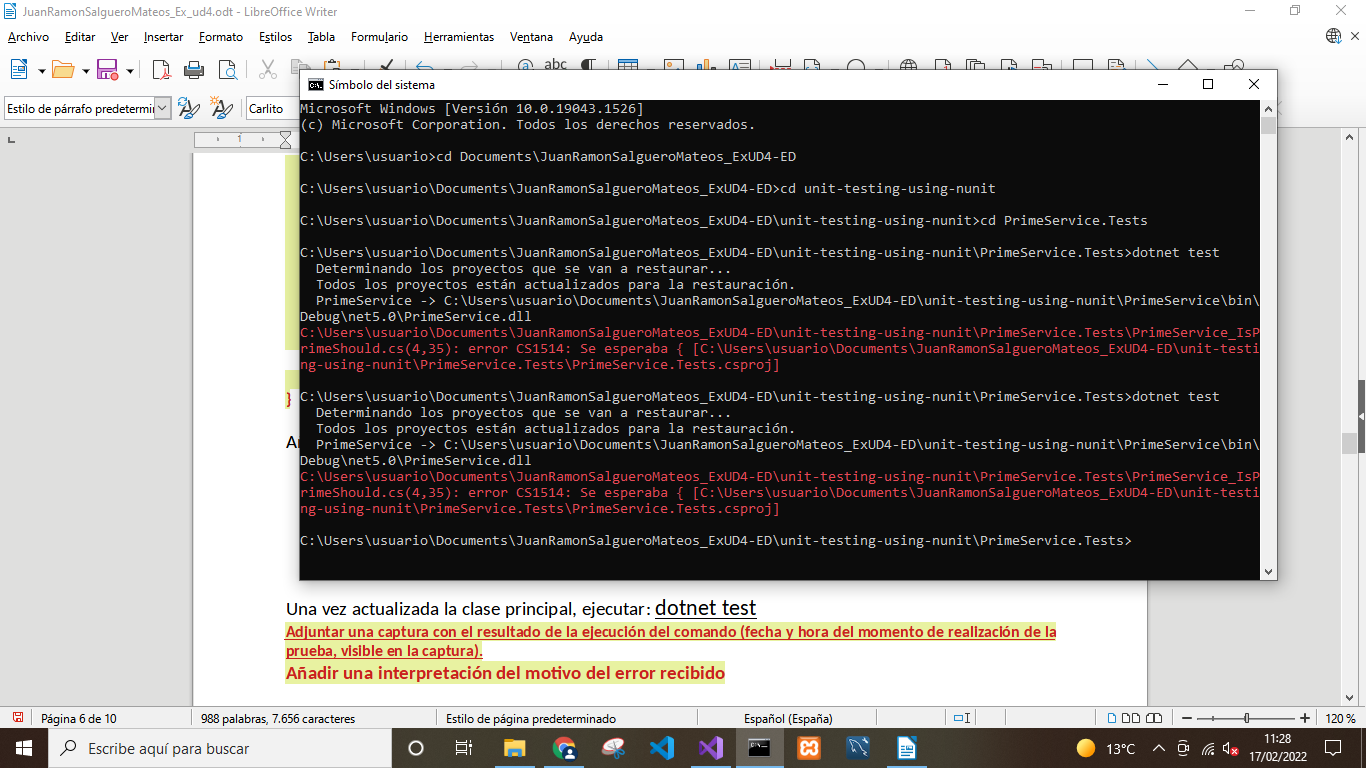 JuanRamonSalgueroMateos_Ex_ud4.odt - LibreOffice Writer
Archivo Editar Ver Insertar Formato Estilos Tabla Formulario Herramientas Ventana Ayuda
abc
Estilo de párrafo predetermin
Carlito
Símbolo del sistema
Microsoft Windows [Versión 10.0.19043.1526]
(c) Microsoft Corporation. Todos los derechos reservados.
C:\Users\usuario>cd Documents\JuanRamonSalgueroMateos_ExUD4-ED
C:\Users\usuario\Documents\JuanRamonSalgueroMateos_ExUD4-ED>cd unit-testing-using-nunit
C:\Users\usuario\Documents\JuanRamonSalgueroMateos_ExUD4-ED\unit-testing-using-nunit>cd PrimeService.Tests
C:\Users\usuario\Documents\JuanRamonSalgueroMateos_ExUD4-ED\unit-testing-using-nunit\PrimeService.Tests>dotnet test
Determinando los proyectos que se van a restaurar...
Todos los proyectos están actualizados para la restauración.
PrimeService -> C:\Users\usuario\Documents\JuanRamonSalgueroMateos_ExUD4-ED\unit-testing-using-nunit\PrimeService\bin\
Debug\net5.0\PrimeService.dll
C:\Users\usuario\Documents\JuanRamonSalgueroMateos_ExUD4-ED\unit-testing-using-nunit\PrimeService.Tests\PrimeService_IsP
rimeShould.cs(4,35): error CS1514: Se esperaba { [C:\Users\usuario\Documents\JuanRamonSalgueroMateos_ExUD4-ED\unit-testi
ng-using-nunit\PrimeService.Tests\PrimeService.Tests.csproj]
C:\Users\usuario\Documents\JuanRamonSalgueroMateos_ExUD4-ED\unit-testing-using-nunit\PrimeService.Tests>dotnet test
Determinando los proyectos que se van a restaurar...
Todos los proyectos están actualizados para la restauración.
PrimeService -> C:\Users\usuario\Documents\JuanRamonSalgueroMateos_ExUD4-ED\unit-testing-using-nunit\PrimeService\bin\
Debug\net5.0\PrimeService.dll
C:\Users\usuario\Documents\JuanRamonSalgueroMateos_ExUD4-ED\unit-testing-using-nunit\PrimeService.Tests\PrimeService_IsP
rimeShould.cs(4,35): error CS1514: Se esperaba { [C:\Users\usuario\Documents\JuanRamonSalgueroMateos_ExUD4-ED\unit-testi
ng-using-nunit\PrimeService.Tests\PrimeService.Tests.csproj]
C:\Users\usuario\Documents\JuanRamonSalgueroMateos_ExUD4-ED\unit-testing-using-nunit\PrimeService.Tests>
}
Una vez actualizada la clase principal, ejecutar: dotnet test
Adjuntar una captura con el resultado de la ejecución del comando (fecha y hora del momento de realización de la
prueba, visible en la captura).
Añadir una interpretación del motivo del error recibido
Página 6 de 10 988 palabras, 7.656 caracteres Estilo de página predeterminado Español (España) 120 %
Escribe aquí para buscar
13°C
11:28
17/02/2022